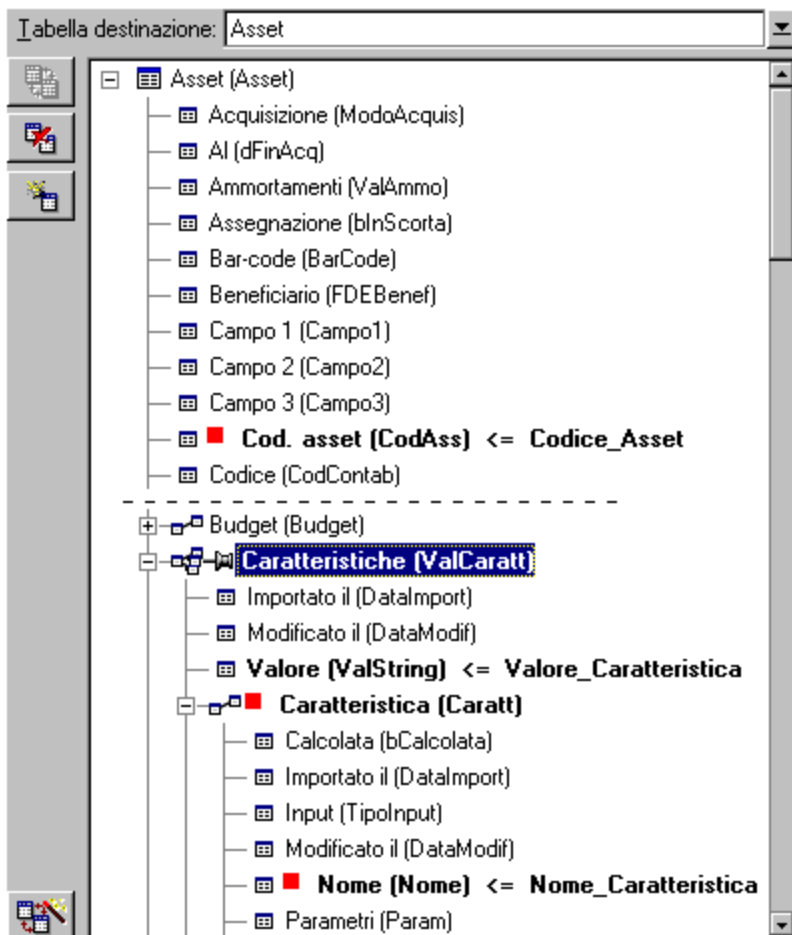 Tabella destinazione: Asset
Asset (Asset)
Acquisizione (ModoAcquis)
Al (dFinAcq)
Ammortamenti (ValAmmo)
Assegnazione (bInScorta)
Bar-code (BarCode)
Beneficiario (FDEBenef)
Campo 1 (Campo1)
Campo 2 (Campo2)
Campo 3 (Campo3)
Cod. asset (CodAss) <= Codice_Asset
Codice (CodContab)
Budget (Budget)
Caratteristiche (ValCaratt)
Importato il (DataImport)
Modificato il (DataModif)
Valore (ValString) <= Valore_Caratteristica
Caratteristica (Caratt)
Calcolata (bCalcolata)
Importato il (DataImport)
Input (TipoInput)
Modificato il (DataModif)
Nome (Nome) <= Nome_Caratteristica
Parametri (Param)